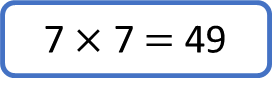 7 × 7 = 49